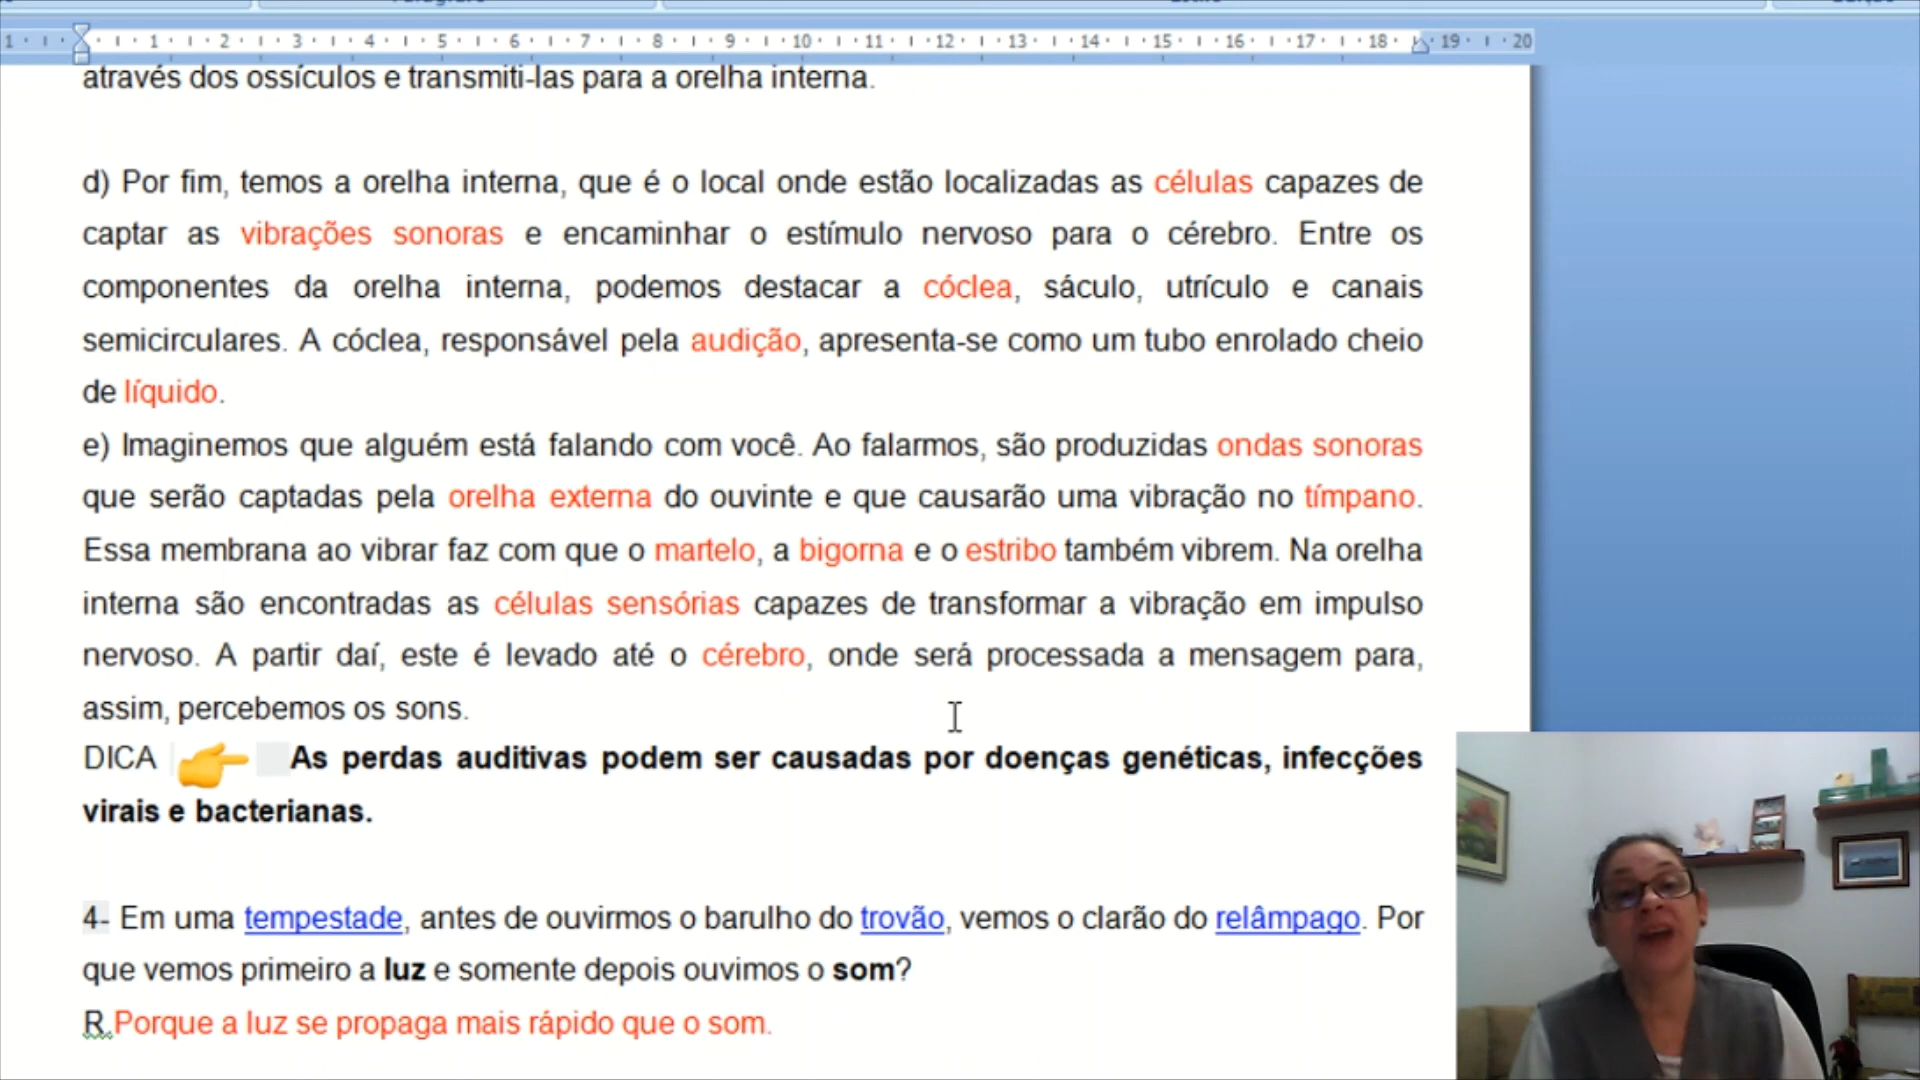 1 1 2 3 4 5 6 7 8 9 10 11 12 13 14 15 16 17 18 19 20
através dos ossículos e transmiti-las para a orelha interna.
d) Por fim, temos a orelha interna, que é o local onde estão localizadas as células capazes de
captar as vibrações sonoras e encaminhar o estímulo nervoso para o cérebro. Entre os
componentes da orelha interna, podemos destacar a cóclea, sáculo, utrículo e canais
semicirculares. A cóclea, responsável pela audição, apresenta-se como um tubo enrolado cheio
de líquido.
e) Imaginemos que alguém está falando com você. Ao falarmos, são produzidas ondas sonoras
que serão captadas pela orelha externa do ouvinte e que causarão uma vibração no tímpano.
Essa membrana ao vibrar faz com que o martelo, a bigorna e o estribo também vibrem. Na orelha
interna são encontradas as células sensórias capazes de transformar a vibração em impulso
nervoso. A partir daí, este é levado até o cérebro, onde será processada a mensagem para,
assim, percebemos os sons.
DICA 👉 As perdas auditivas podem ser causadas por doenças genéticas, infecções
virais e bacterianas.
4- Em uma tempestade, antes de ouvirmos o barulho do trovão, vemos o clarão do relâmpago. Por
que vemos primeiro a luz e somente depois ouvimos o som?
R.Porque a luz se propaga mais rápido que o som.